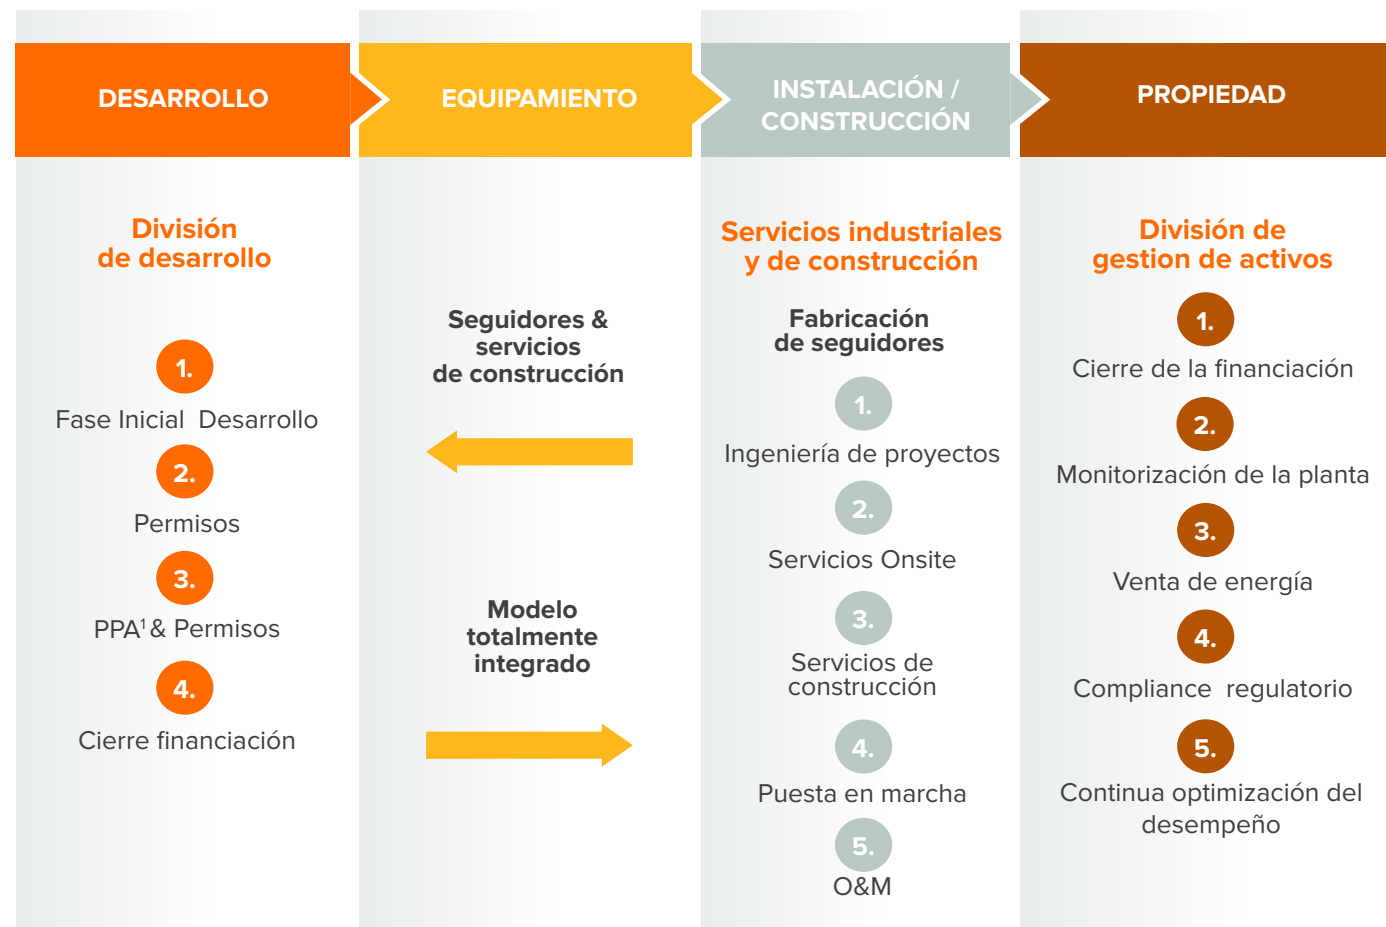 DESARROLLO
División
de desarrollo
1.
Fase Inicial Desarrollo
2.
Permisos
3.
PPA¹ & Permisos
4.
Cierre financiación
EQUIPAMIENTO
Seguidores &
servicios
de construcción
Modelo
totalmente
integrado
INSTALACIÓN /
CONSTRUCCIÓN
Servicios industriales
y de construcción
Fabricación
de seguidores
1.
Ingeniería de proyectos
2.
Servicios Onsite
3.
Servicios de
construcción
4.
Puesta en marcha
5.
O&M
PROPIEDAD
División de
gestion de activos
1.
Cierre de la financiación
2.
Monitorización de la planta
3.
Venta de energía
4.
Compliance regulatorio
5.
Continua optimización del
desempeño